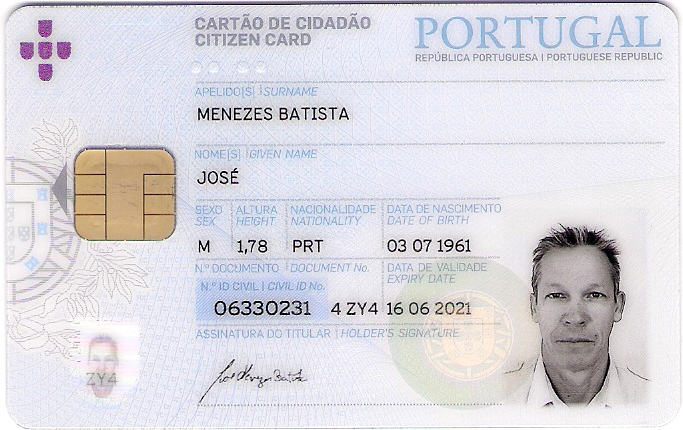 CARTÃO DE CIDADÃO
CITIZEN CARD
PORTUGAL
REPÚBLICA PORTUGUESA | PORTUGUESE REPUBLIC
APELIDO[S] | SURNAME
MENEZES BATISTA
NOME[S] | GIVEN NAME
JOSÉ
SEXO ALTURA NACIONALIDADE DATA DE NASCIMENTO
SEX HEIGHT NATIONALITY DATE OF BIRTH
M 1,78 PRT 03 07 1961
N.º DOCUMENTO | DOCUMENT No. DATA DE VALIDADE
N.º ID CIVIL | CIVIL ID No. EXPIRY DATE
06330231 4 ZY4 16 06 2021
ASSINATURA DO TITULAR | HOLDER'S SIGNATURE
ZY4